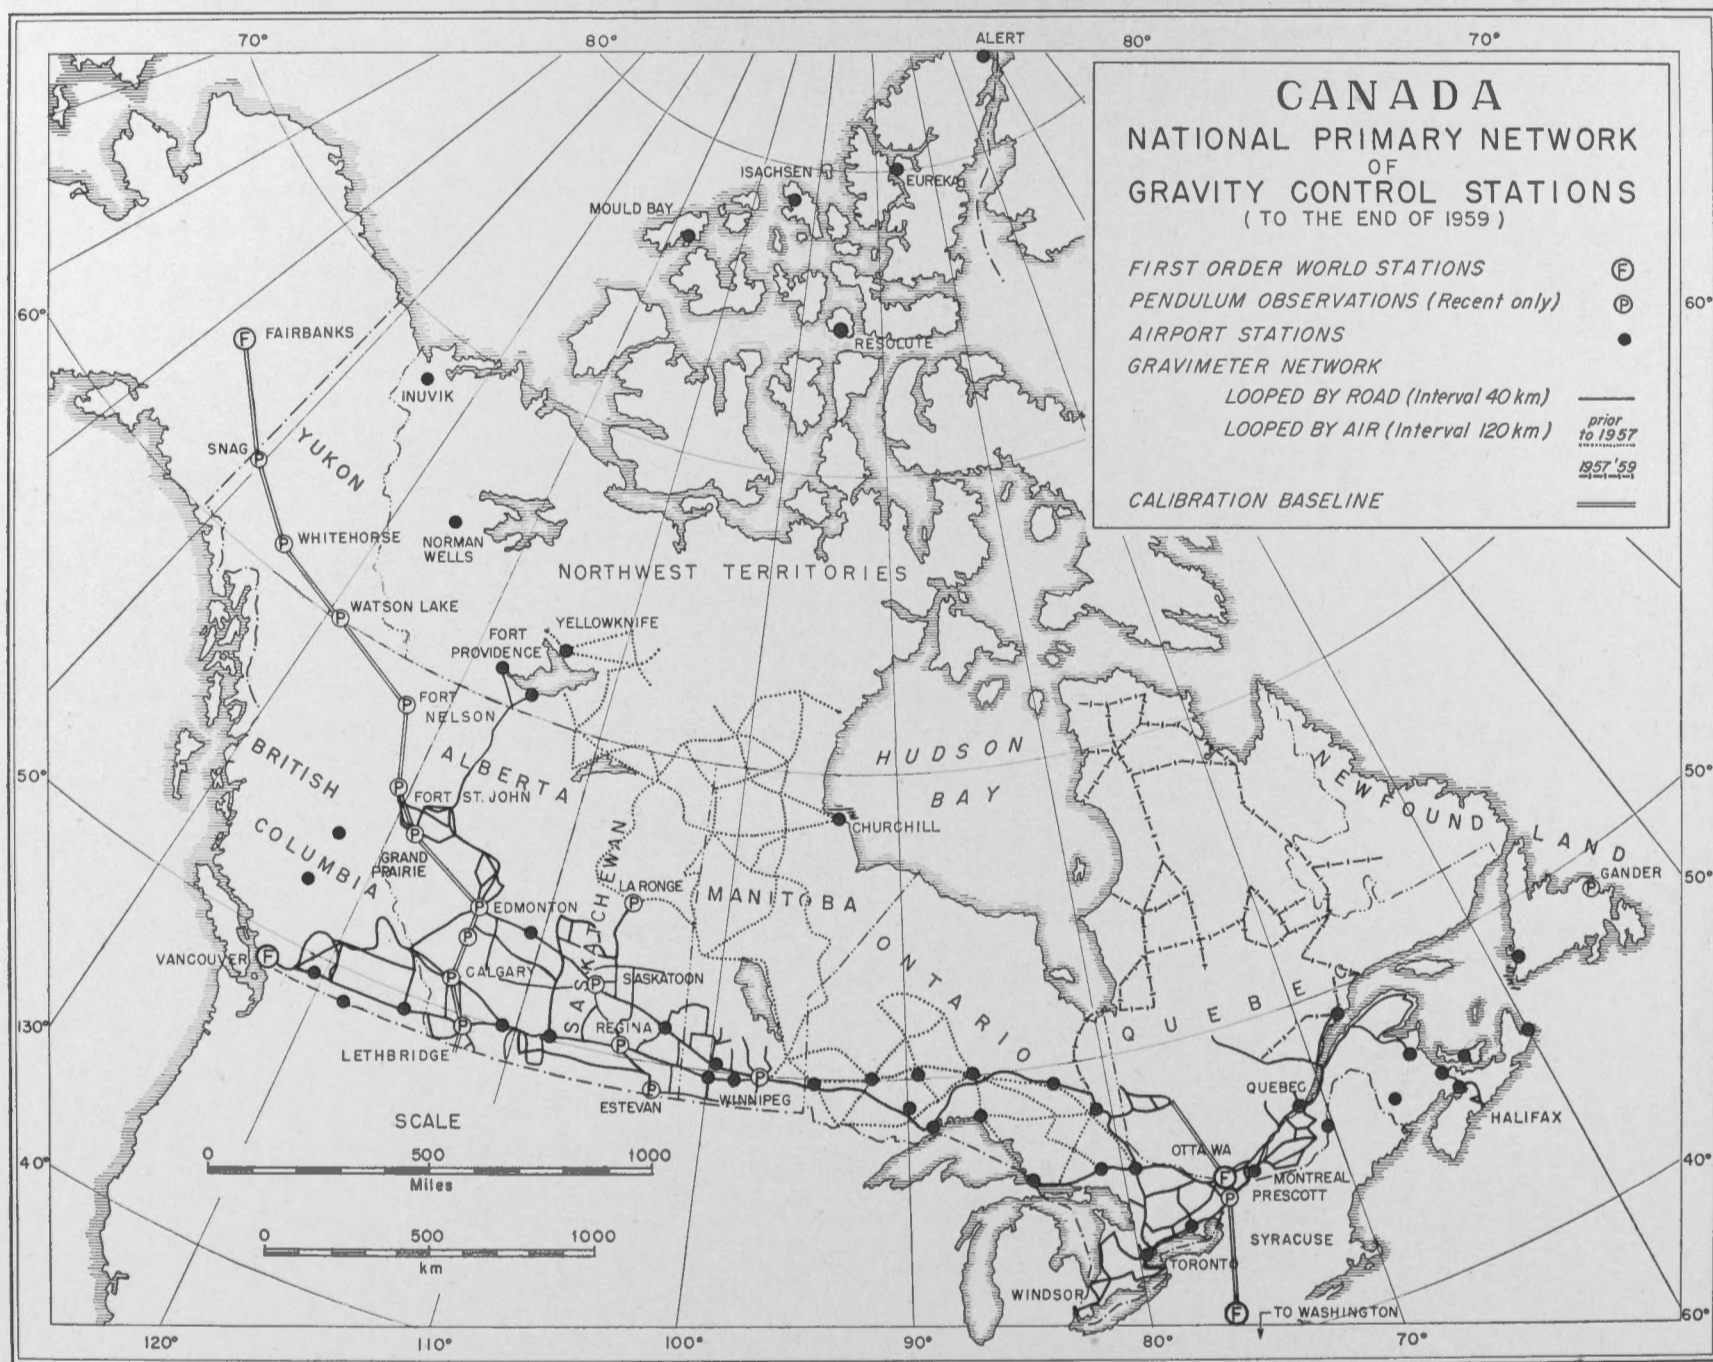 70°
80°
ALERT
80°
70°
CANADA
NATIONAL PRIMARY NETWORK
OF
GRAVITY CONTROL STATIONS
( TO THE END OF 1959 )
FIRST ORDER WORLD STATIONS F
PENDULUM OBSERVATIONS (Recent only) P
AIRPORT STATIONS
GRAVIMETER NETWORK
LOOPED BY ROAD (Interval 40 km)
LOOPED BY AIR (Interval 120 km)
prior
to 1957
1957'59
CALIBRATION BASELINE
ISACHSEN
EUREKA
MOULD BAY
RESOLUTE
60°
60°
F FAIRBANKS
INUVIK
YUKON
SNAG P
P WHITEHORSE
NORMAN
WELLS
NORTHWEST TERRITORIES
WATSON LAKE
P
YELLOWKNIFE
FORT
PROVIDENCE
P
FORT
NELSON
BRITISH
COLUMBIA
ALBERTA
HUDSON
BAY
NEWFOUNDLAND
50°
50°
P
FORT ST. JOHN
P
GRAND
PRAIRIE
CHURCHILL
SASKATCHEWAN
MANITOBA
LA RONGE
P
GANDER
P
50°
P EDMONTON
P
VANCOUVER F
P CALGARY
P SASKATOON
ONTARIO
QUEBEC
130°
P
LETHBRIDGE
REGINA
P
P
ESTEVAN
P
WINNIPEG
QUEBEC
HALIFAX
SCALE
0 500 1000
Miles
0 500 1000
km
40°
40°
OTTAWA
F
MONTREAL
P
PRESCOTT
SYRACUSE
TORONTO
WINDSOR
F
TO WASHINGTON
60°
120°
110°
100°
90°
80°
70°